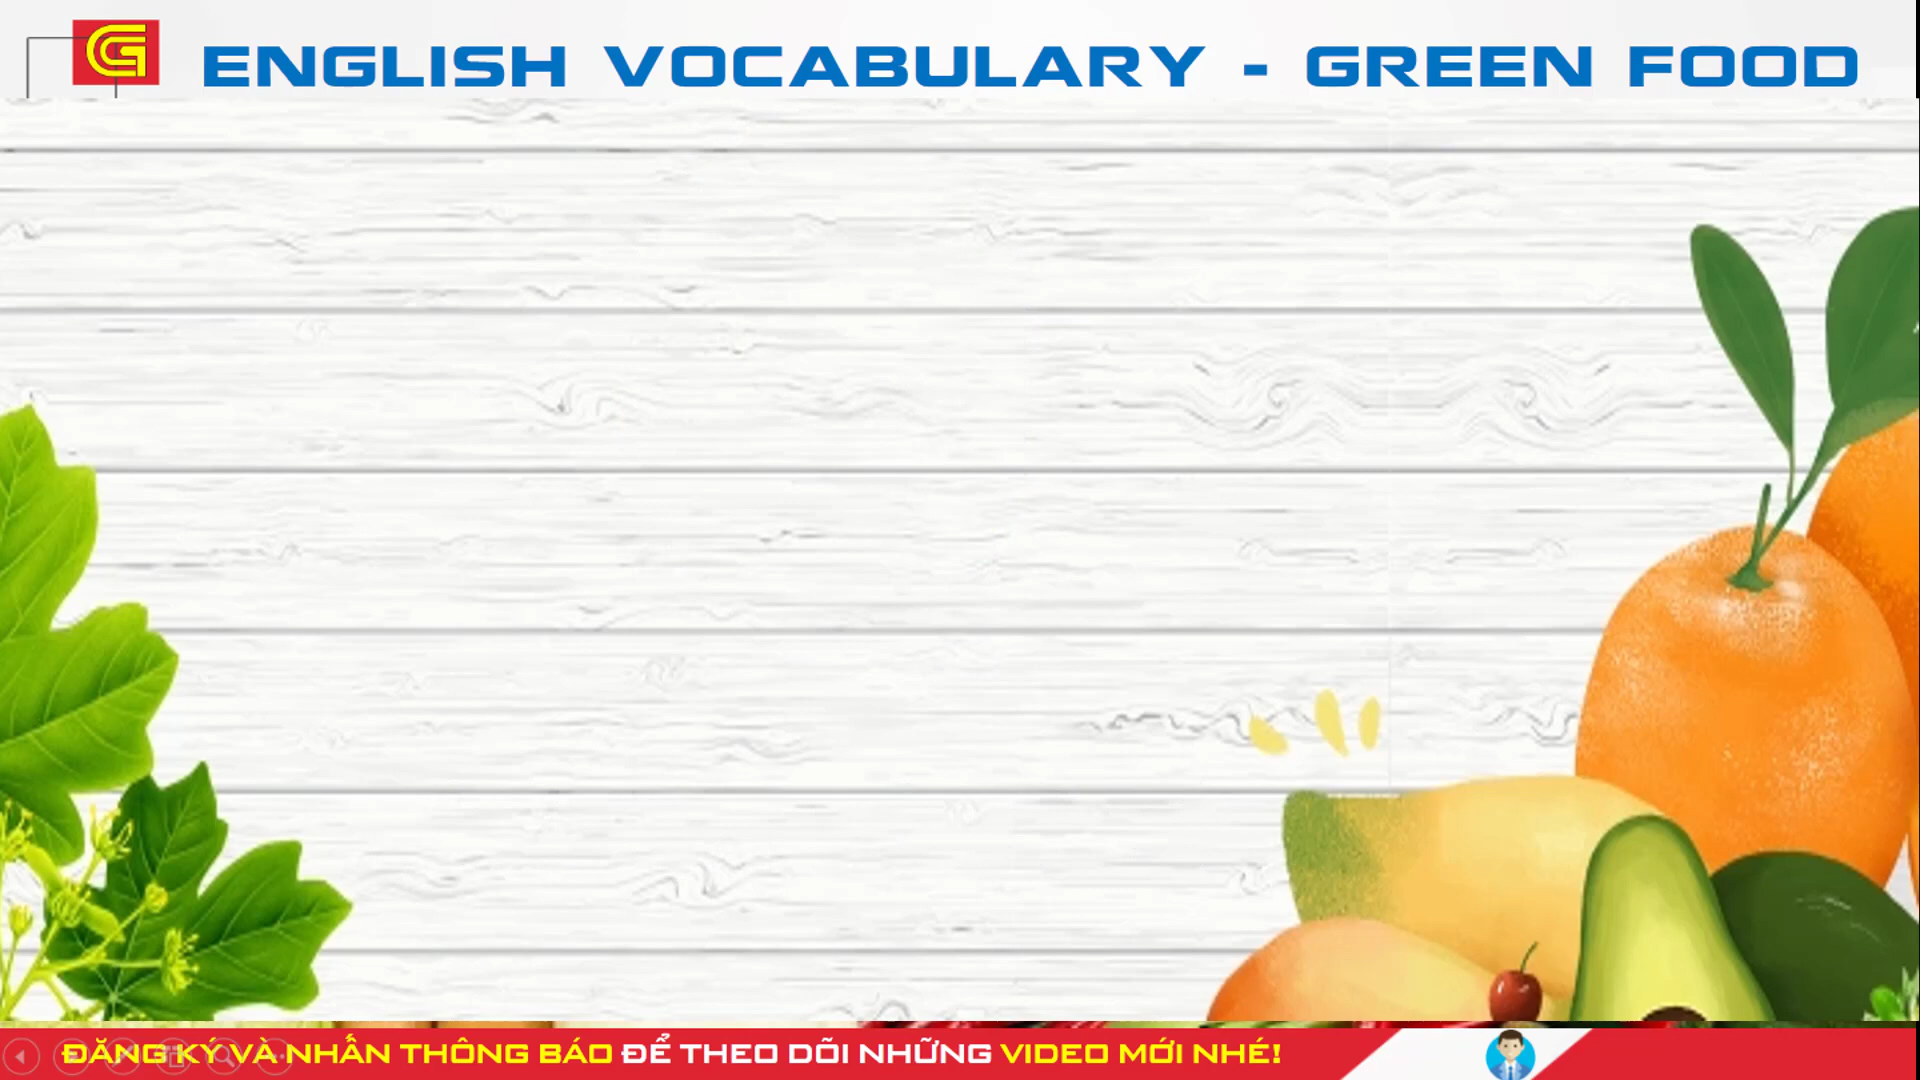 ENGLISH VOCABULARY - GREEN FOOD
ĐĂNG KÝ VÀ NHẤN THÔNG BÁO ĐỂ THEO DÕI NHỮNG VIDEO MỚI NHÉ!